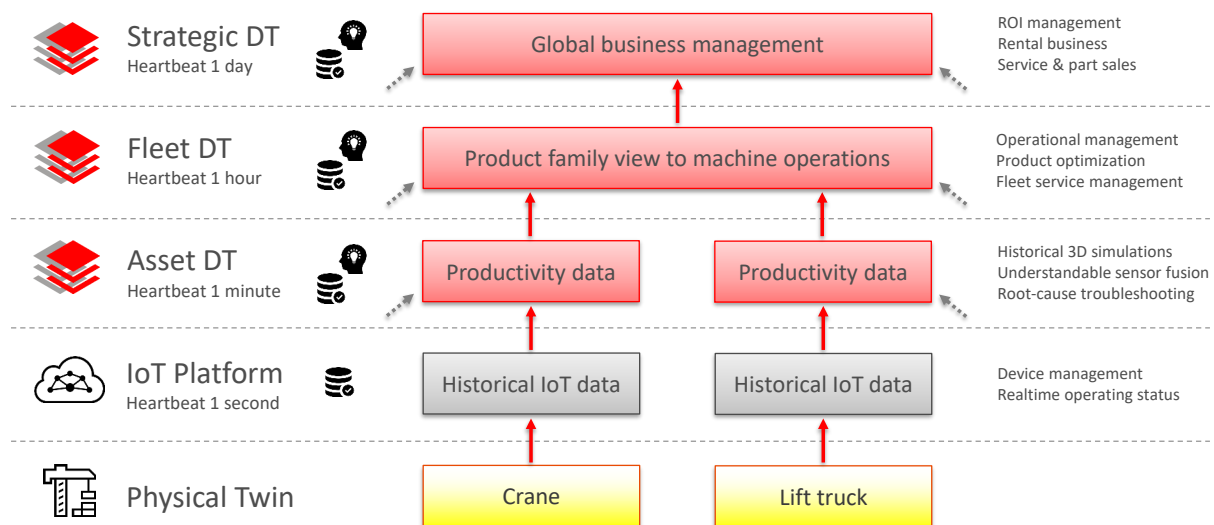 Strategic DT
Heartbeat 1 day
Global business management
ROI management
Rental business
Service & part sales
Fleet DT
Heartbeat 1 hour
Product family view to machine operations
Operational management
Product optimization
Fleet service management
Asset DT
Heartbeat 1 minute
Productivity data
Productivity data
Historical 3D simulations
Understandable sensor fusion
Root-cause troubleshooting
IoT Platform
Heartbeat 1 second
Historical IoT data
Historical IoT data
Device management
Realtime operating status
Physical Twin
Crane
Lift truck